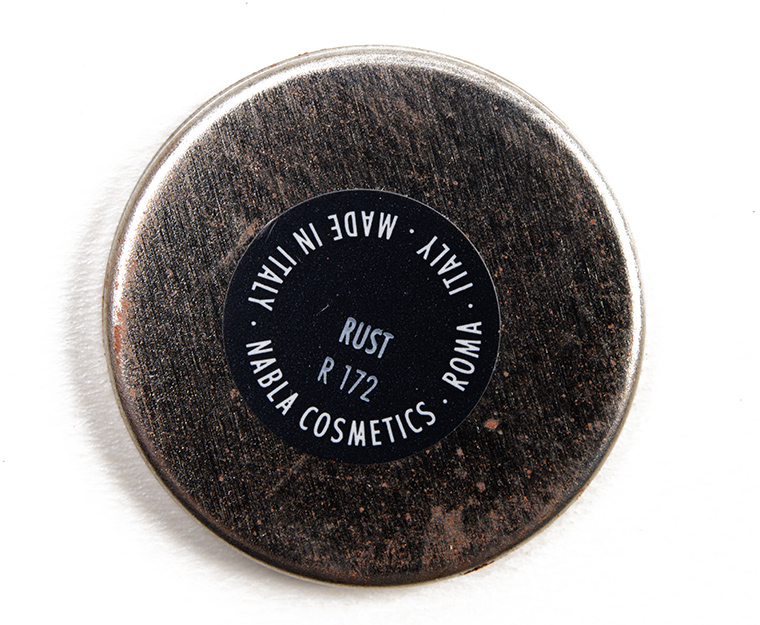 RUST
R 172
NABLA COSMETICS · ROMA · ITALY · MADE IN ITALY ·